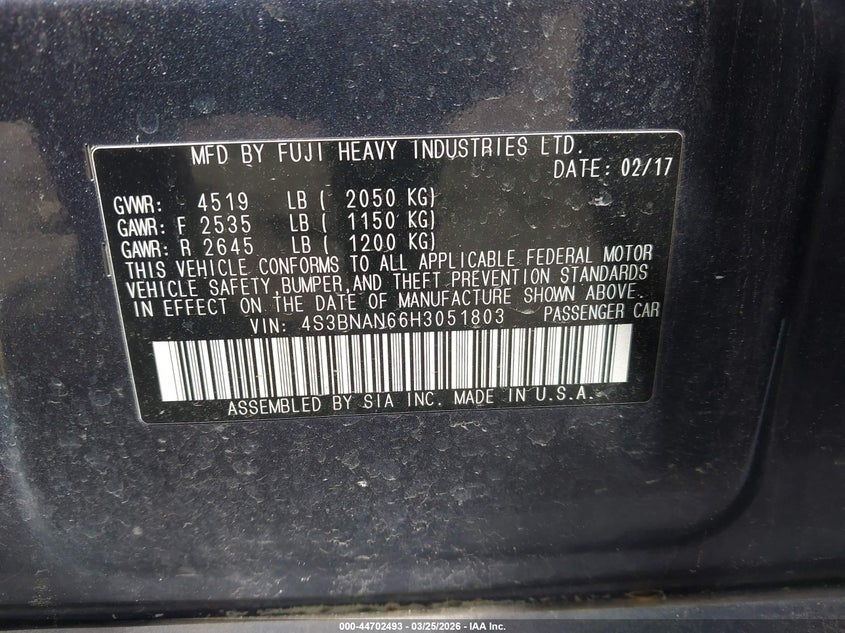 MFD BY FUJI HEAVY INDUSTRIES LTD.
DATE: 02/17
GVWR: 4519 LB ( 2050 KG)
GAWR: F 2535 LB ( 1150 KG)
GAWR: R 2645 LB ( 1200 KG)
THIS VEHICLE CONFORMS TO ALL APPLICABLE FEDERAL MOTOR
VEHICLE SAFETY, BUMPER, AND THEFT PREVENTION STANDARDS
IN EFFECT ON THE DATE OF MANUFACTURE SHOWN ABOVE.
VIN: 4S3BNAN66H3051803 PASSENGER CAR
ASSEMBLED BY SIA INC. MADE IN U.S.A.
000-44702493 - 03/25/2026 - IAA Inc.